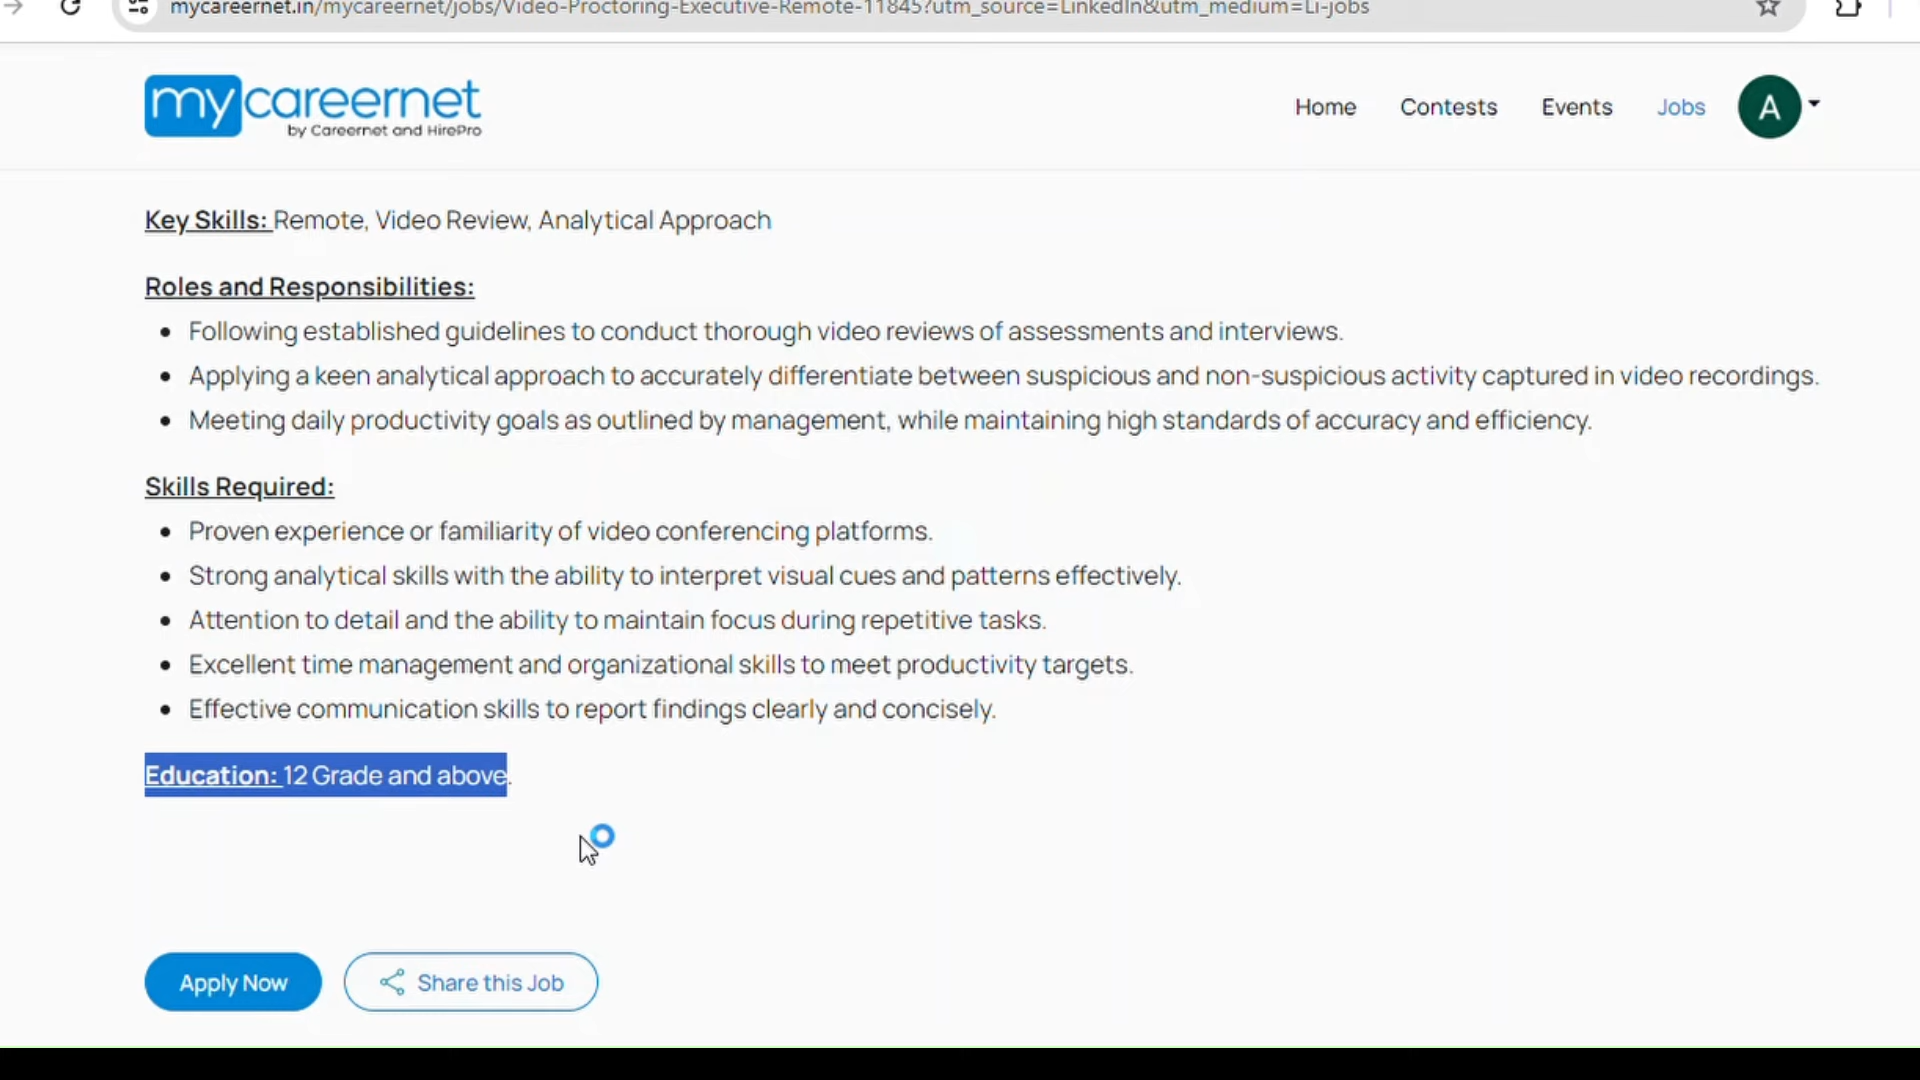 mycareernet.in/mycareernet/jobs/Video-Proctoring-Executive-Remote-11845?utm_source=LinkedIn&utm_medium=Li-jobs
mycareernet
by Careernet and HirePro
Home Contests Events Jobs A
Key Skills: Remote, Video Review, Analytical Approach
Roles and Responsibilities:
• Following established guidelines to conduct thorough video reviews of assessments and interviews.
• Applying a keen analytical approach to accurately differentiate between suspicious and non-suspicious activity captured in video recordings.
• Meeting daily productivity goals as outlined by management, while maintaining high standards of accuracy and efficiency.
Skills Required:
• Proven experience or familiarity of video conferencing platforms.
• Strong analytical skills with the ability to interpret visual cues and patterns effectively.
• Attention to detail and the ability to maintain focus during repetitive tasks.
• Excellent time management and organizational skills to meet productivity targets.
• Effective communication skills to report findings clearly and concisely.
Education: 12 Grade and above.
Apply Now Share this Job